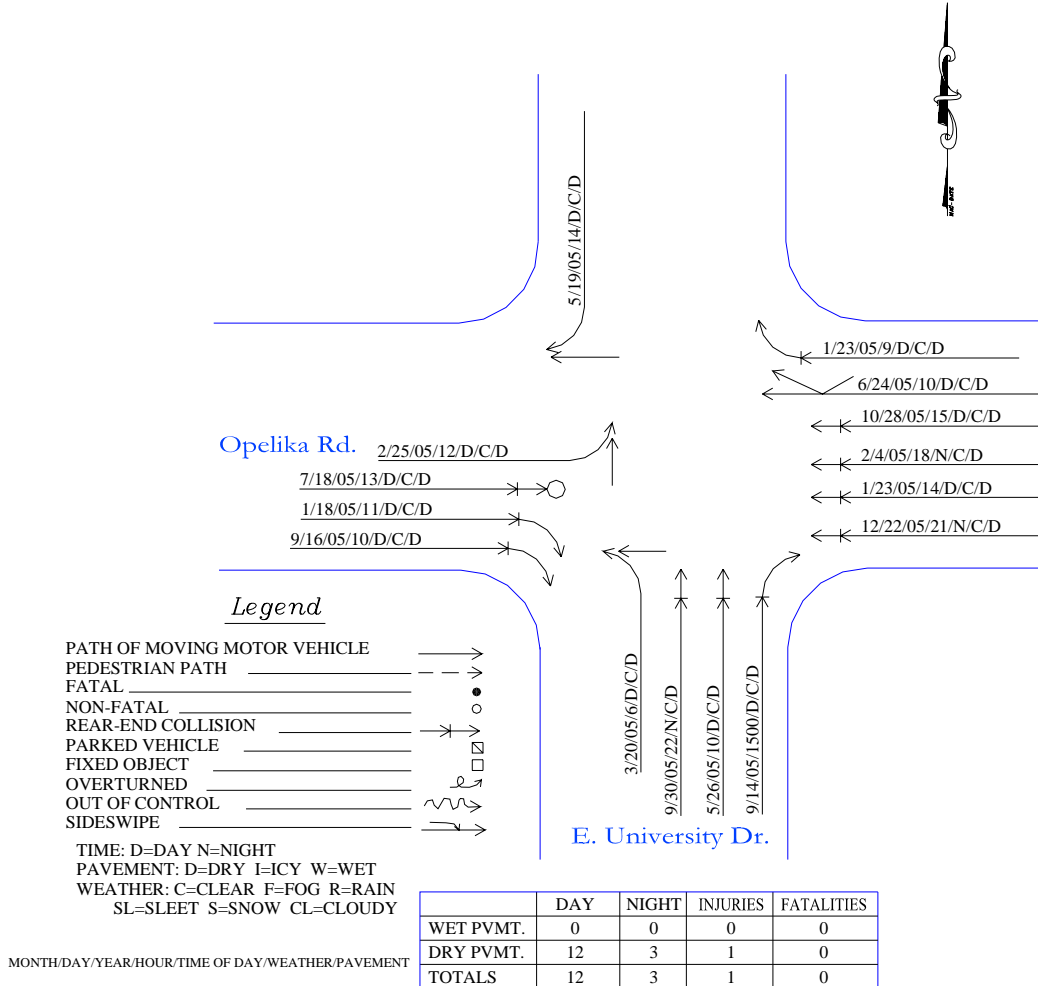 5/19/05/14/D/C/D
1/23/05/9/D/C/D
6/24/05/10/D/C/D
10/28/05/15/D/C/D
2/4/05/18/N/C/D
1/23/05/14/D/C/D
12/22/05/21/N/C/D
Opelika Rd.
2/25/05/12/D/C/D
7/18/05/13/D/C/D
1/18/05/11/D/C/D
9/16/05/10/D/C/D
3/20/05/6/D/C/D
9/30/05/22/N/C/D
5/26/05/10/D/C/D
9/14/05/1500/D/C/D
E. University Dr.
Legend
PATH OF MOVING MOTOR VEHICLE
PEDESTRIAN PATH
FATAL
NON-FATAL
REAR-END COLLISION
PARKED VEHICLE
FIXED OBJECT
OVERTURNED
OUT OF CONTROL
SIDESWIPE
TIME: D=DAY N=NIGHT
PAVEMENT: D=DRY I=ICY W=WET
WEATHER: C=CLEAR F=FOG R=RAIN
SL=SLEET S=SNOW CL=CLOUDY
MONTH/DAY/YEAR/HOUR/TIME OF DAY/WEATHER/PAVEMENT
DAY NIGHT INJURIES FATALITIES
WET PVMT. 0 0 0 0
DRY PVMT. 12 3 1 0
TOTALS 12 3 1 0